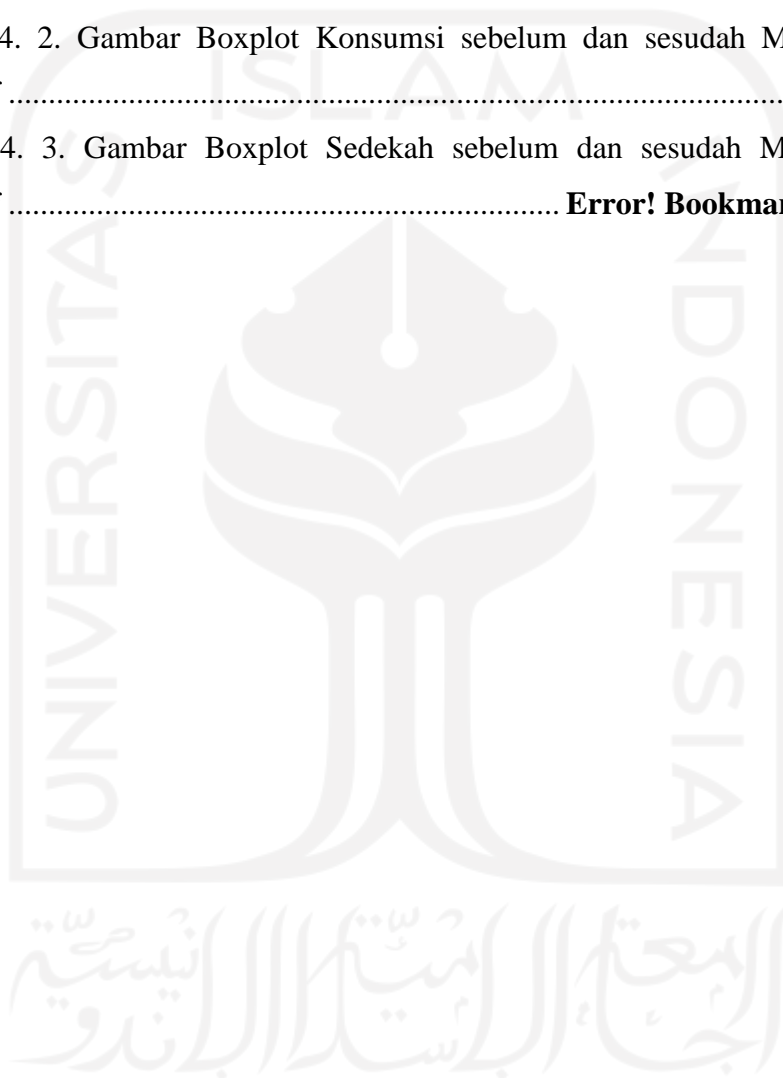 4. 2. Gambar Boxplot Konsumsi sebelum dan sesudah M
...................................................................................................
4. 3. Gambar Boxplot Sedekah sebelum dan sesudah M
..................................................................... Error! Bookmar
ISLAM
UNIVERSITAS
INDONESIA